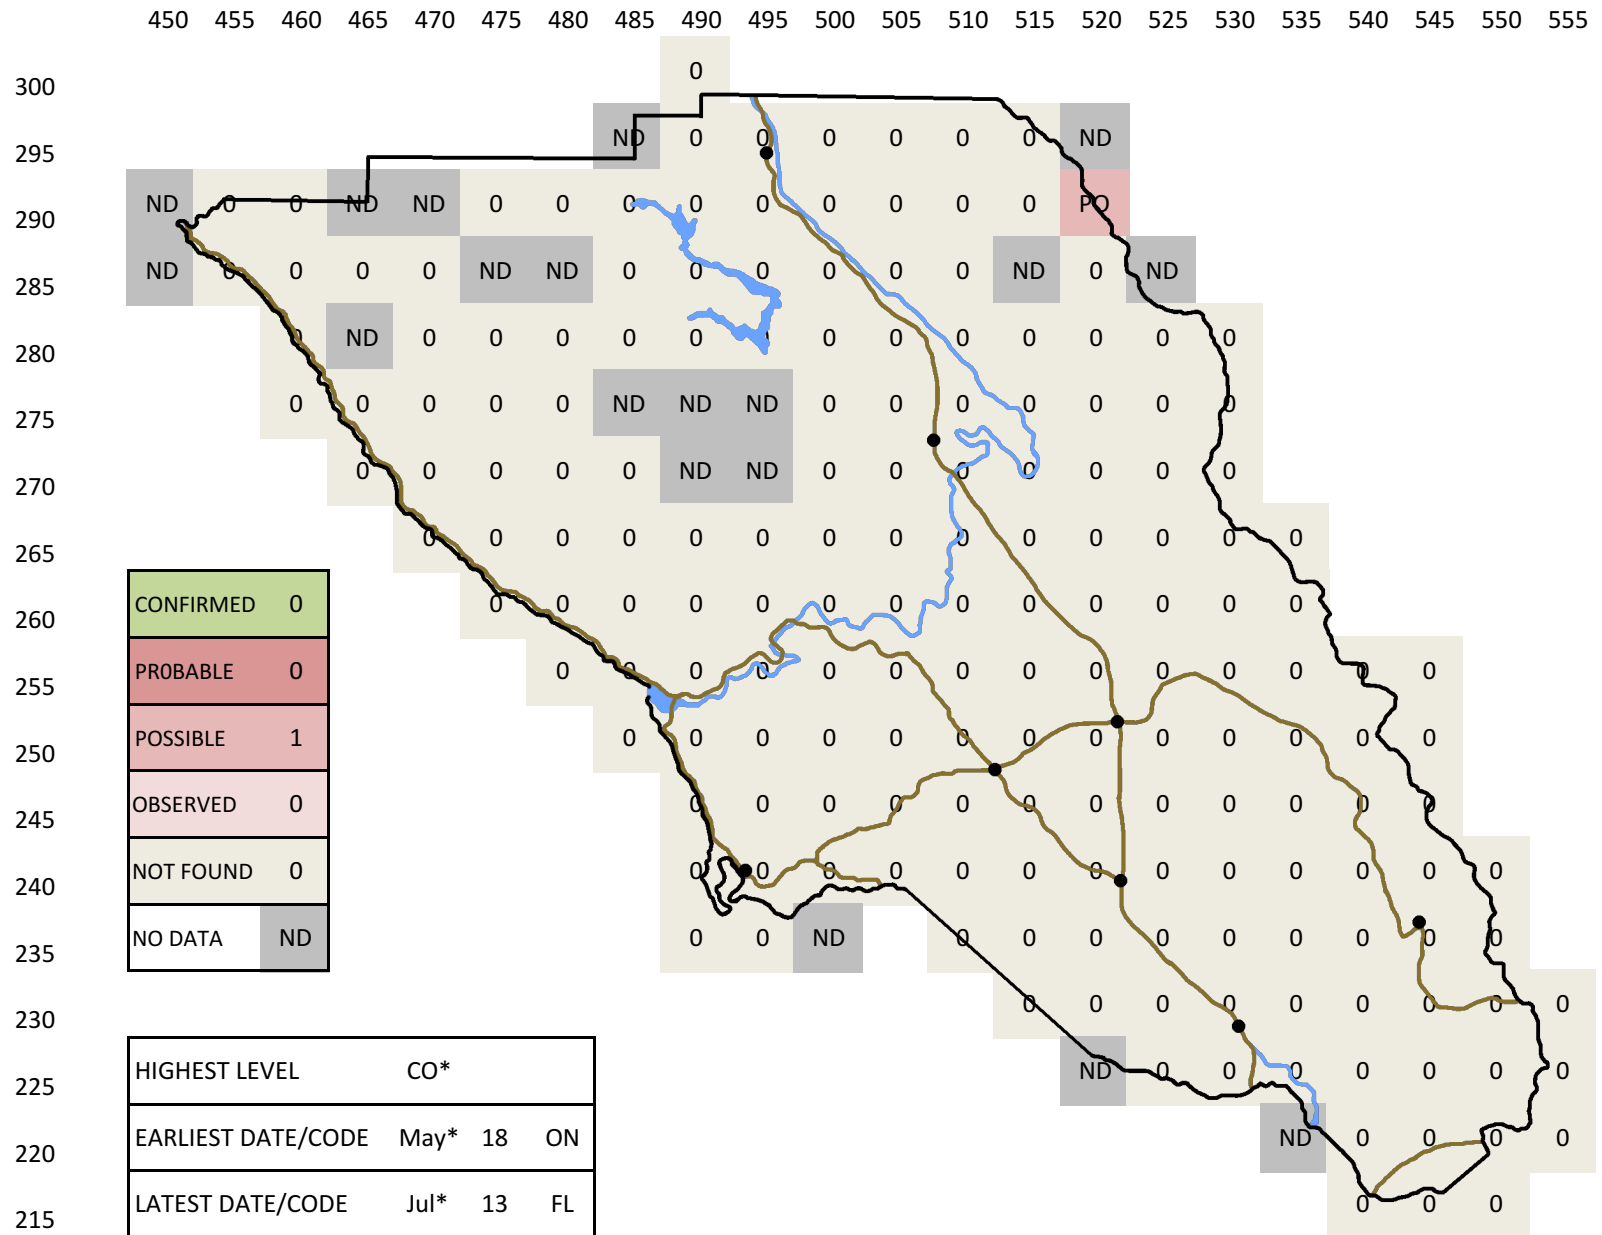 450 455 460 465 470 475 480 485 490 495 500 505 510 515 520 525 530 535 540 545 550 555
0
300
ND 0 0 0 0 0 0 ND
295
ND 0 0 ND ND 0 0 0 0 0 0 0 0 0 PO
290
ND 0 0 0 0 ND ND 0 0 0 0 0 0 ND 0 ND
285
0 ND 0 0 0 0 0 0 0 0 0 0 0 0 0
280
0 0 0 0 0 ND ND ND 0 0 0 0 0 0 0
275
0 0 0 0 0 ND ND 0 0 0 0 0 0 0
270
0 0 0 0 0 0 0 0 0 0 0 0 0 0
265
0 0 0 0 0 0 0 0 0 0 0 0 0
CONFIRMED 0
260
0 0 0 0 0 0 0 0 0 0 0 0 0 0
PR0BABLE 0
255
0 0 0 0 0 0 0 0 0 0 0 0 0
POSSIBLE 1
250
0 0 0 0 0 0 0 0 0 0 0 0
OBSERVED 0
245
0 0 0 0 0 0 0 0 0 0 0 0 0
NOT FOUND 0
240
0 0 ND 0 0 0 0 0 0 0 0 0
NO DATA ND
235
0 0 0 0 0 0 0 0 0
230
ND 0 0 0 0 0 0 0
HIGHEST LEVEL CO*
225
ND 0 0 0 0
EARLIEST DATE/CODE May* 18 ON
220
0 0 0
LATEST DATE/CODE Jul* 13 FL
215